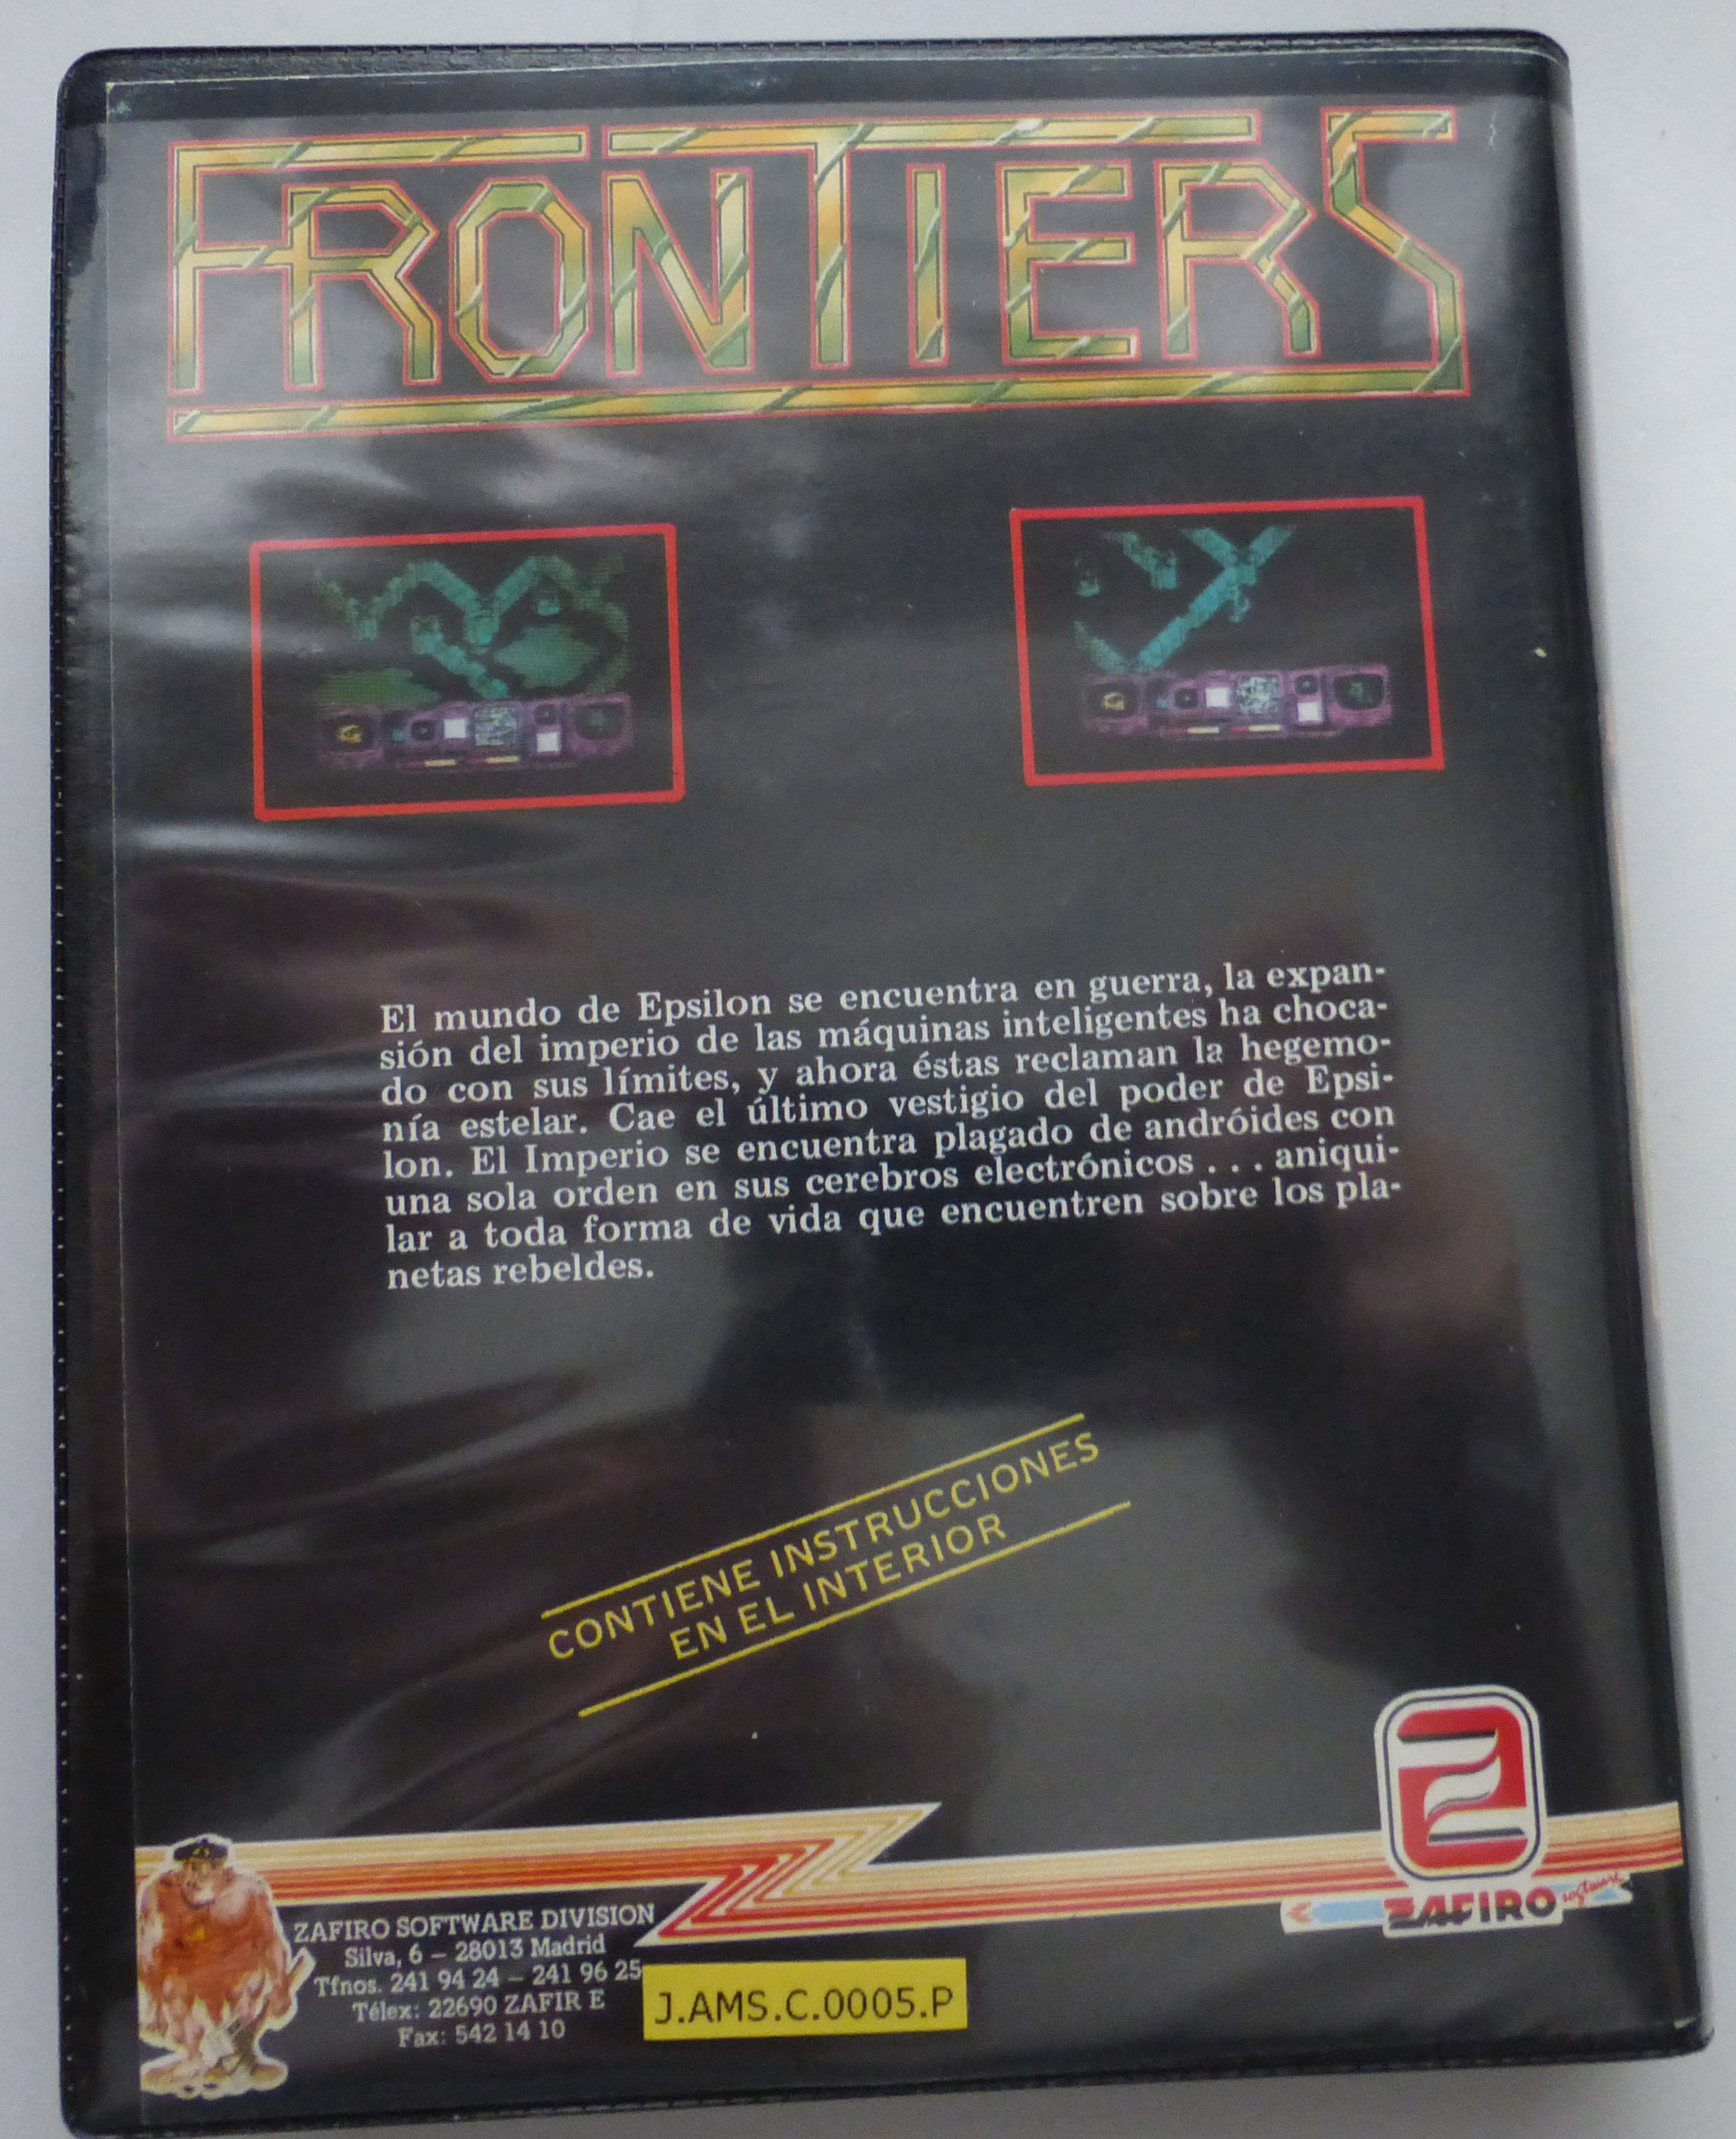 FRONTIERS
El mundo de Epsilon se encuentra en guerra, la expan-
sión del imperio de las máquinas inteligentes ha choca-
do con sus límites, y ahora éstas reclaman la hegemo-
nía estelar. Cae el último vestigio del poder de Epsi-
lon. El Imperio se encuentra plagado de andróides con
una sola orden en sus cerebros electrónicos . . . aniqui-
lar a toda forma de vida que encuentren sobre los pla-
netas rebeldes.
CONTIENE INSTRUCCIONES
EN EL INTERIOR
ZAFIRO software
ZAFIRO SOFTWARE DIVISION
Silva, 6 – 28013 Madrid
Tfnos. 241 94 24 – 241 96 25
Télex: 22690 ZAFIR E
Fax: 542 14 10
J.AMS.C.0005.P